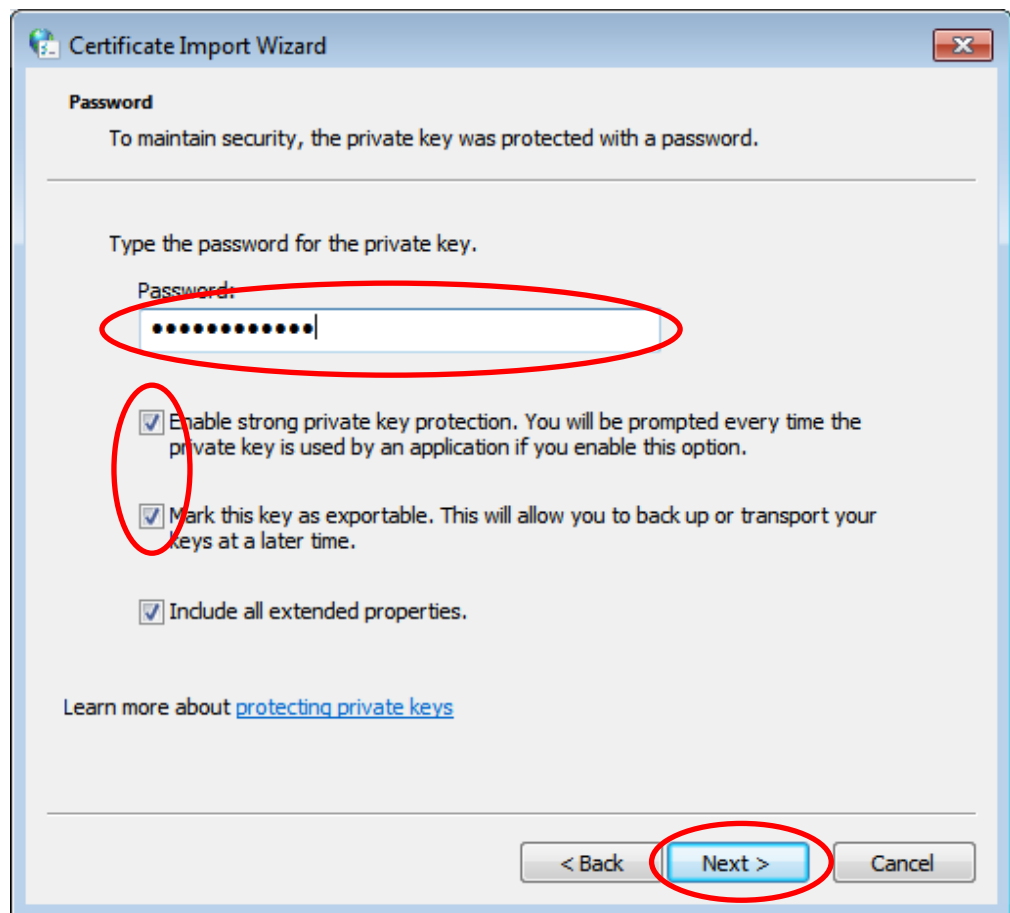 Certificate Import Wizard
Password
To maintain security, the private key was protected with a password.
Type the password for the private key.
Password:
••••••••••••
Enable strong private key protection. You will be prompted every time the
private key is used by an application if you enable this option.
Mark this key as exportable. This will allow you to back up or transport your
keys at a later time.
Include all extended properties.
Learn more about protecting private keys
< Back Next > Cancel